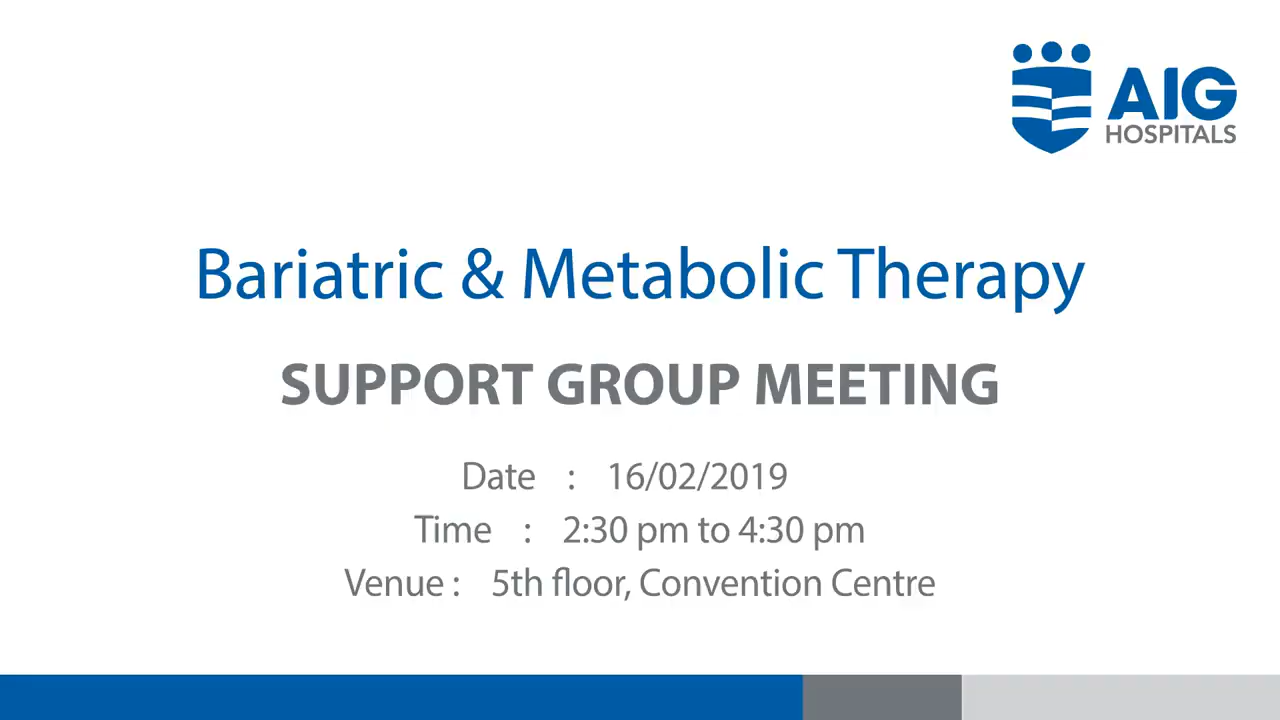 AIG
HOSPITALS
Bariatric & Metabolic Therapy
SUPPORT GROUP MEETING
Date : 16/02/2019
Time : 2:30 pm to 4:30 pm
Venue : 5th floor, Convention Centre